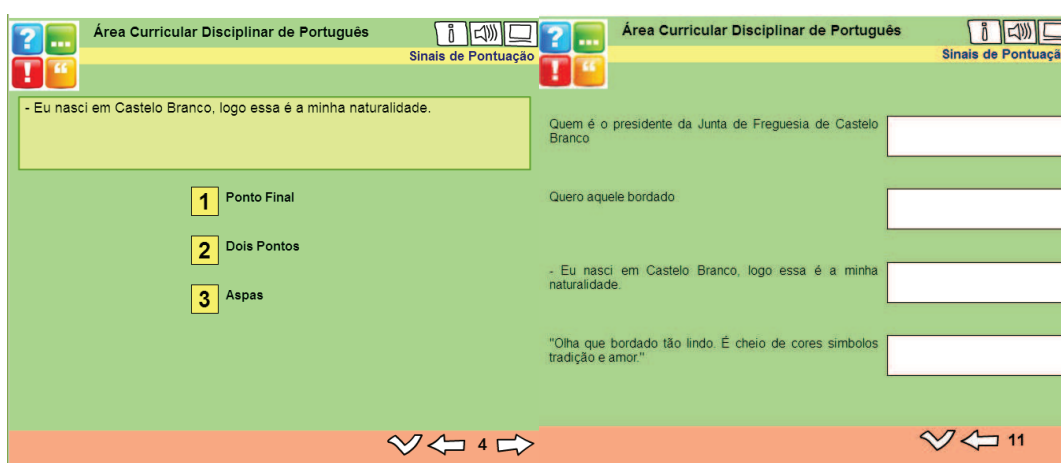 Área Curricular Disciplinar de Português
Sinais de Pontuação
- Eu nasci em Castelo Branco, logo essa é a minha naturalidade.
1 Ponto Final
2 Dois Pontos
3 Aspas
4
Área Curricular Disciplinar de Português
Sinais de Pontuaçã
Quem é o presidente da Junta de Freguesia de Castelo
Branco
Quero aquele bordado
- Eu nasci em Castelo Branco, logo essa é a minha
naturalidade.
"Olha que bordado tão lindo. É cheio de cores simbolos
tradição e amor."
11